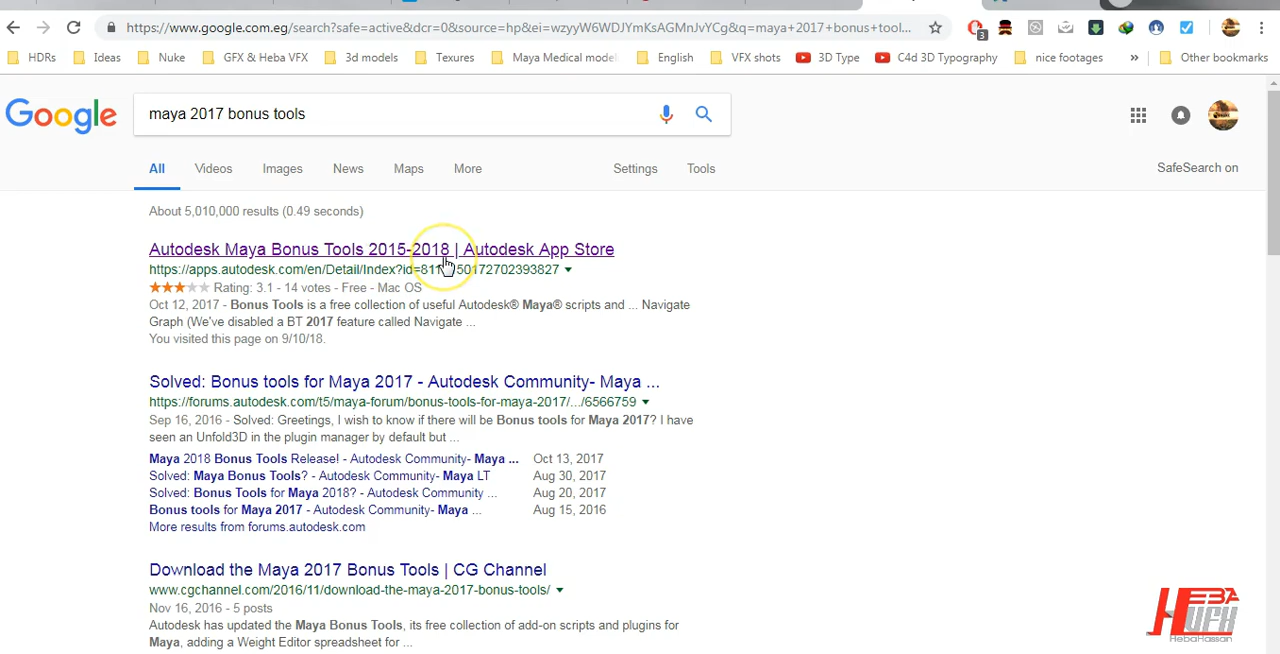 https://www.google.com.eg/search?safe=active&dcr=0&source=hp&ei=wzyyW6WDJYmKsAGMnJvYCg&q=maya+2017+bonus+tool...
3
HDRs
Ideas
Nuke
GFX & Heba VFX
3d models
Texures
Maya Medical model
English
VFX shots
3D Type
C4d 3D Typography
nice footages
»
Other bookmarks
Google
maya 2017 bonus tools
All
Videos
Images
News
Maps
More
Settings
Tools
SafeSearch on
About 5,010,000 results (0.49 seconds)
Autodesk Maya Bonus Tools 2015-2018 | Autodesk App Store
https://apps.autodesk.com/en/Detail/Index?id=811 50172702393827
Rating: 3.1 - 14 votes - Free - Mac OS
Oct 12, 2017 - Bonus Tools is a free collection of useful Autodesk® Maya® scripts and ... Navigate
Graph (We've disabled a BT 2017 feature called Navigate ...
You visited this page on 9/10/18.
Solved: Bonus tools for Maya 2017 - Autodesk Community- Maya ...
https://forums.autodesk.com/t5/maya-forum/bonus-tools-for-maya-2017/.../6566759
Sep 16, 2016 - Solved: Greetings, I wish to know if there will be Bonus tools for Maya 2017? I have
seen an Unfold3D in the plugin manager by default but ...
Maya 2018 Bonus Tools Release! - Autodesk Community- Maya ... Oct 13, 2017
Solved: Maya Bonus Tools? - Autodesk Community- Maya LT Aug 30, 2017
Solved: Bonus Tools for Maya 2018? - Autodesk Community ... Aug 20, 2017
Bonus tools for Maya 2017 - Autodesk Community- Maya ... Aug 15, 2016
More results from forums.autodesk.com
Download the Maya 2017 Bonus Tools | CG Channel
www.cgchannel.com/2016/11/download-the-maya-2017-bonus-tools/
Nov 16, 2016 - 5 posts
Autodesk has updated the Maya Bonus Tools, its free collection of add-on scripts and plugins for
Maya, adding a Weight Editor spreadsheet for ...
HEBA
VFX
HebaHassan